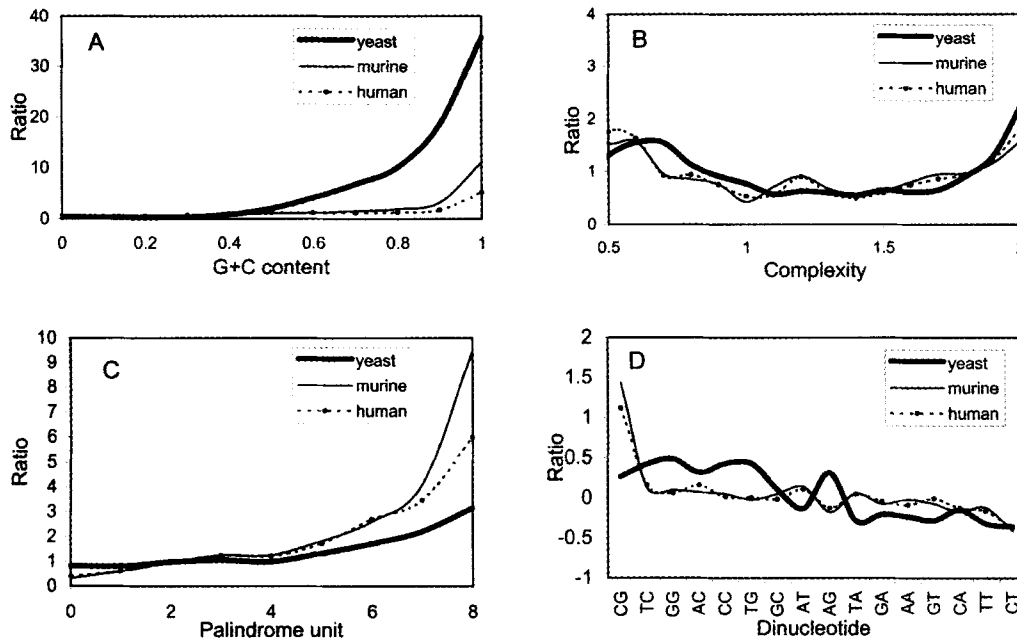 A
yeast
murine
human
40
30
20
10
0
Ratio
0 0.2 0.4 0.6 0.8 1
G+C content
B
yeast
murine
human
4
3
2
1
0
Ratio
0.5 1 1.5
Complexity
C
yeast
murine
human
10
9
8
7
6
5
4
3
2
1
0
Ratio
0 2 4 6 8
Palindrome unit
D
yeast
murine
human
2
1.5
1
0.5
0
-0.5
-1
Ratio
CG TC GG AC CC TG GC AT AG TA GA AA GT CA TT CT
Dinucleotide